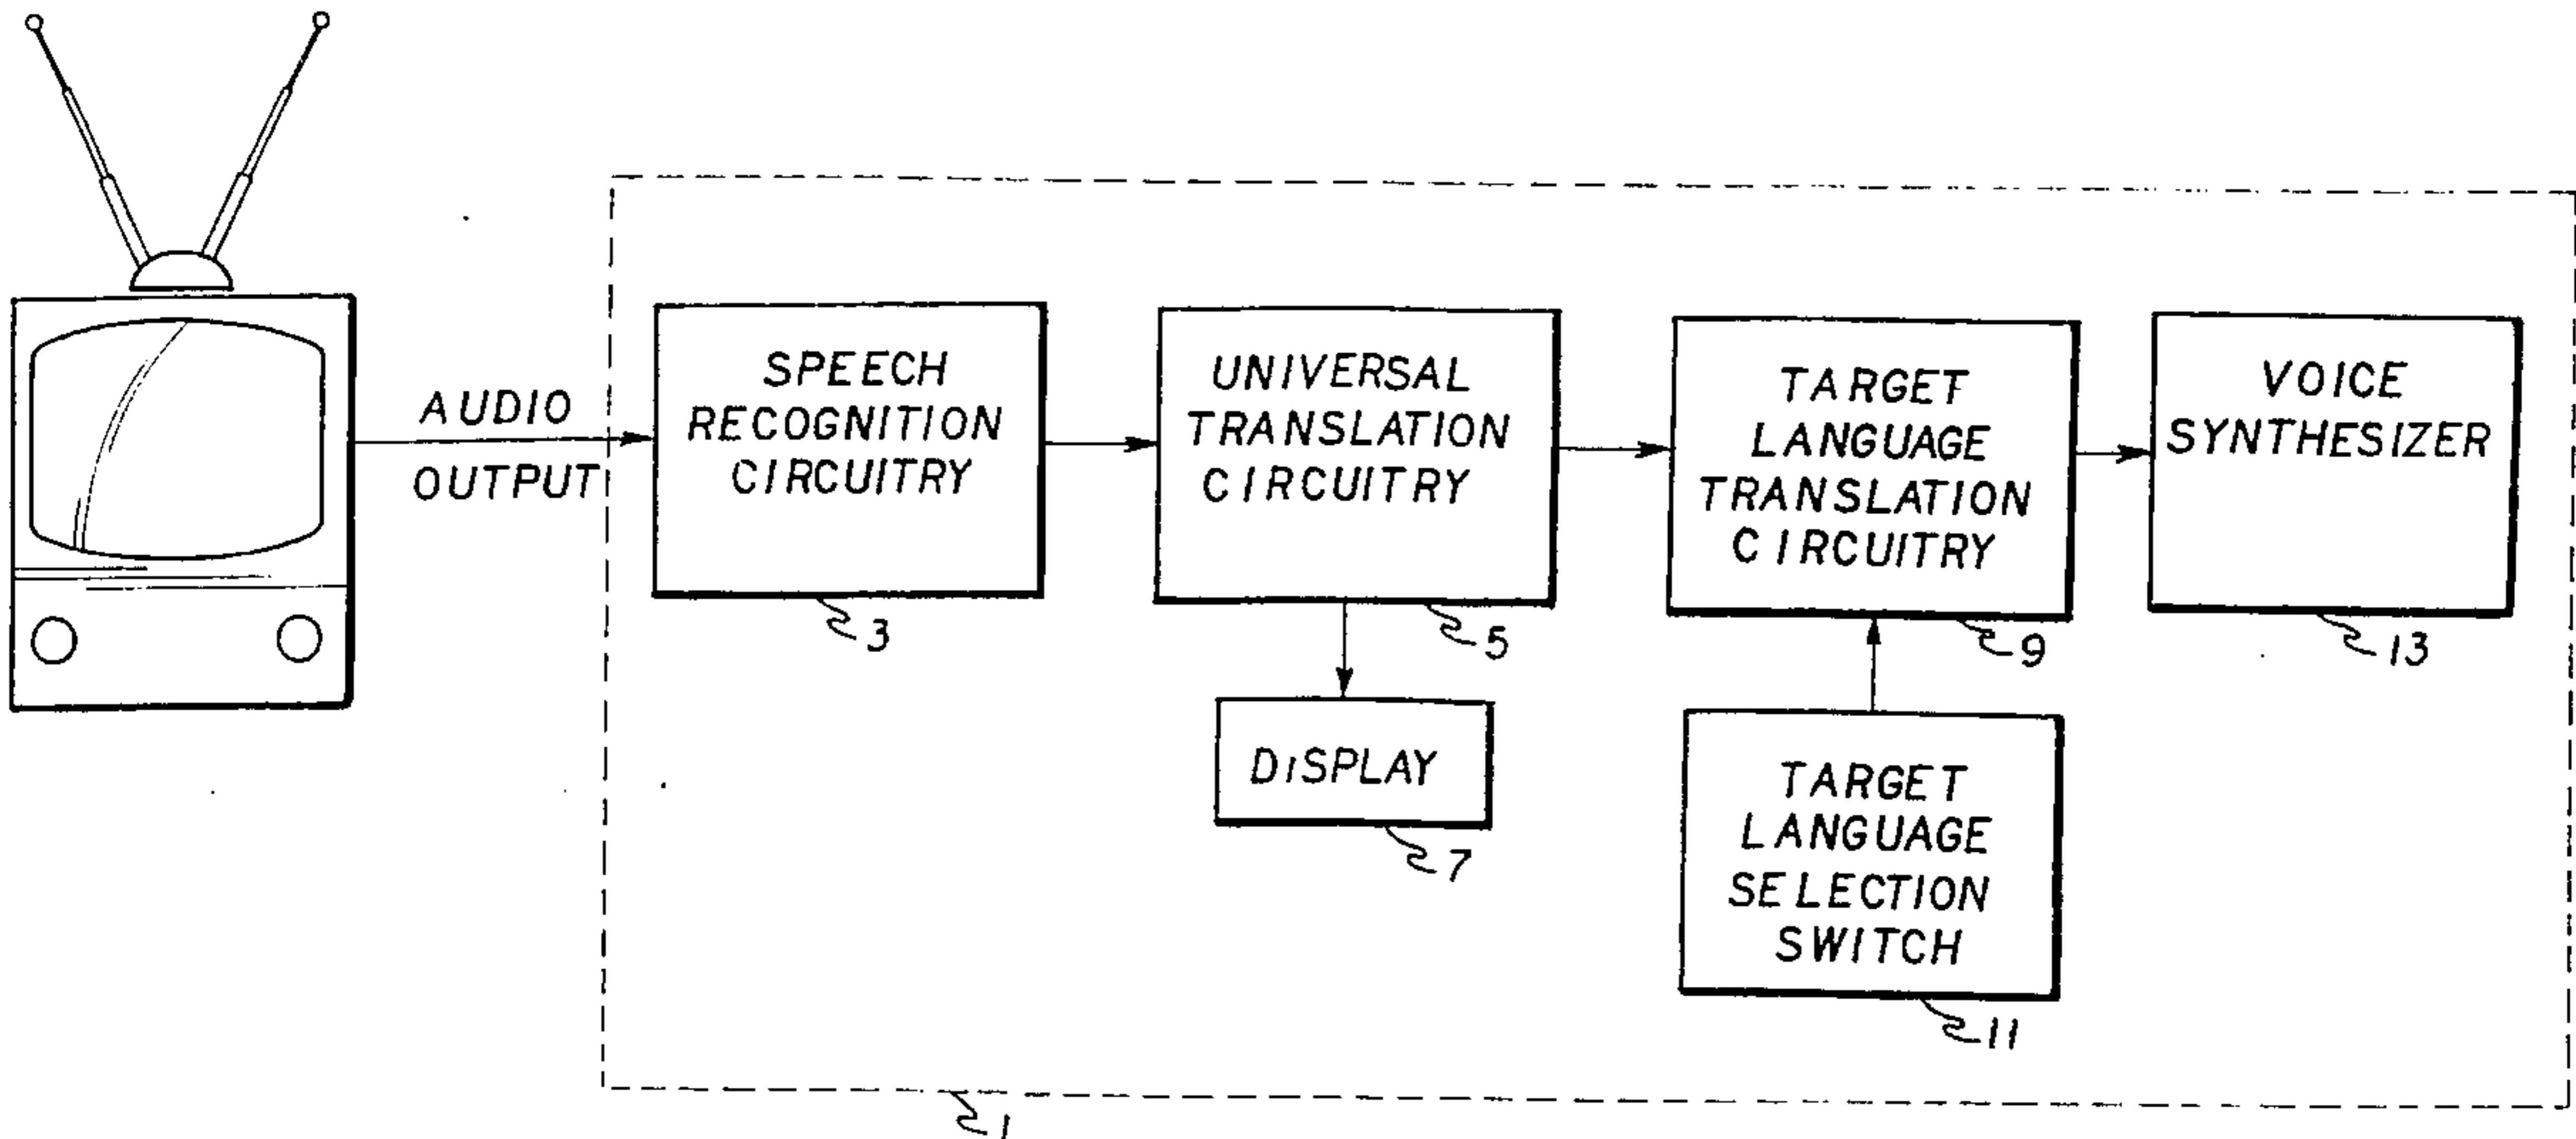 AUDIO
OUTPUT
SPEECH
RECOGNITION
CIRCUITRY
3
UNIVERSAL
TRANSLATION
CIRCUITRY
5
DISPLAY
7
TARGET
LANGUAGE
TRANSLATION
CIRCUITRY
9
TARGET
LANGUAGE
SELECTION
SWITCH
11
VOICE
SYNTHESIZER
13
1